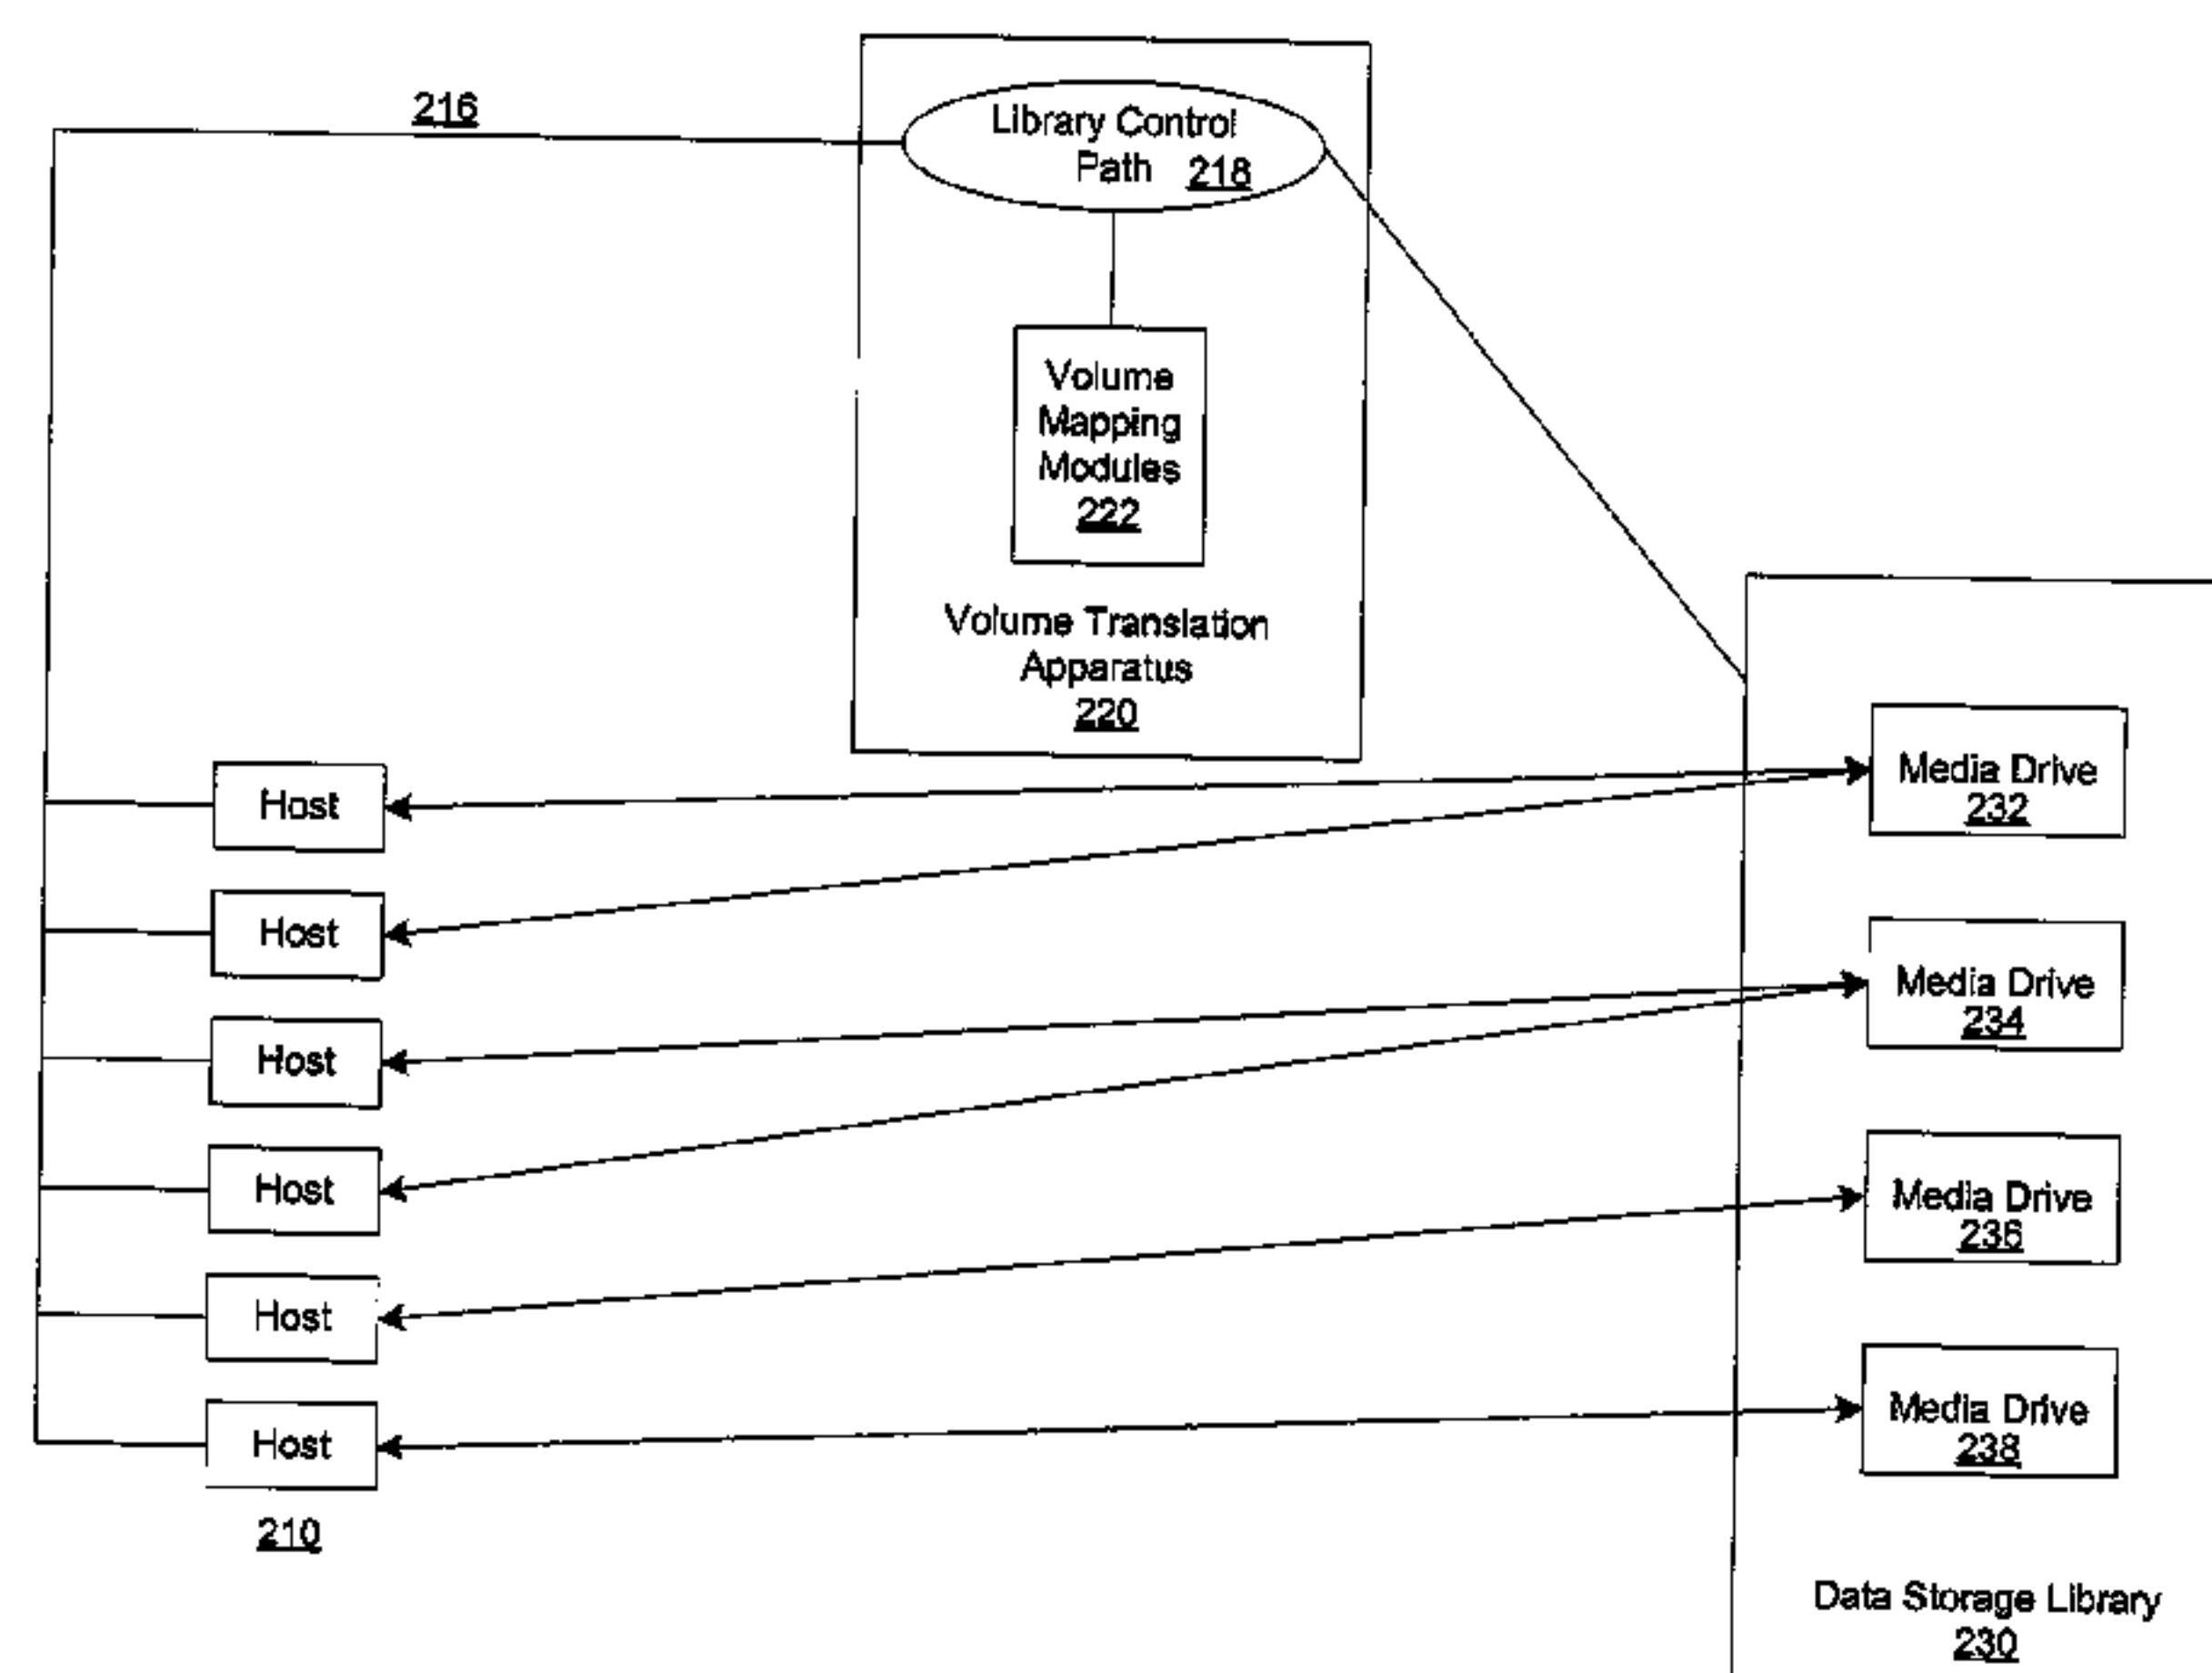 216
Library Control
Path 218
Volume
Mapping
Modules
222
Volume Translation
Apparatus
220
Host
Host
Host
Host
Host
Host
210
Media Drive
232
Media Drive
234
Media Drive
236
Media Drive
238
Data Storage Library
230